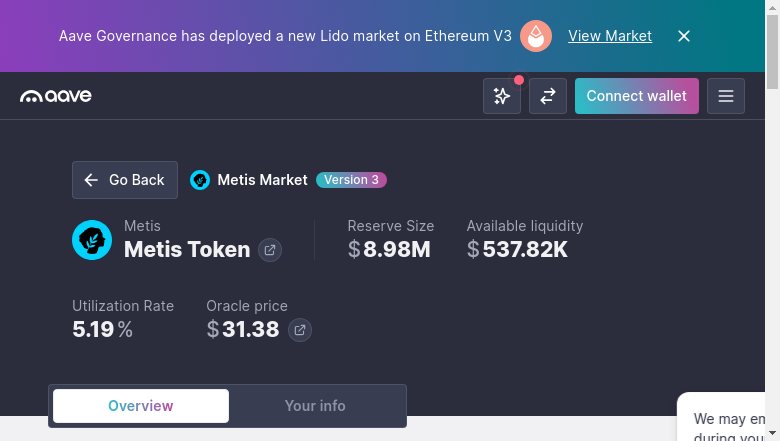 Aave Governance has deployed a new Lido market on Ethereum V3 View Market
aave
Connect wallet
Go Back
Metis Market
Version 3
Metis
Metis Token
Reserve Size
$8.98M
Available liquidity
$537.82K
Utilization Rate
5.19%
Oracle price
$31.38
Overview
Your info
We may em
during you